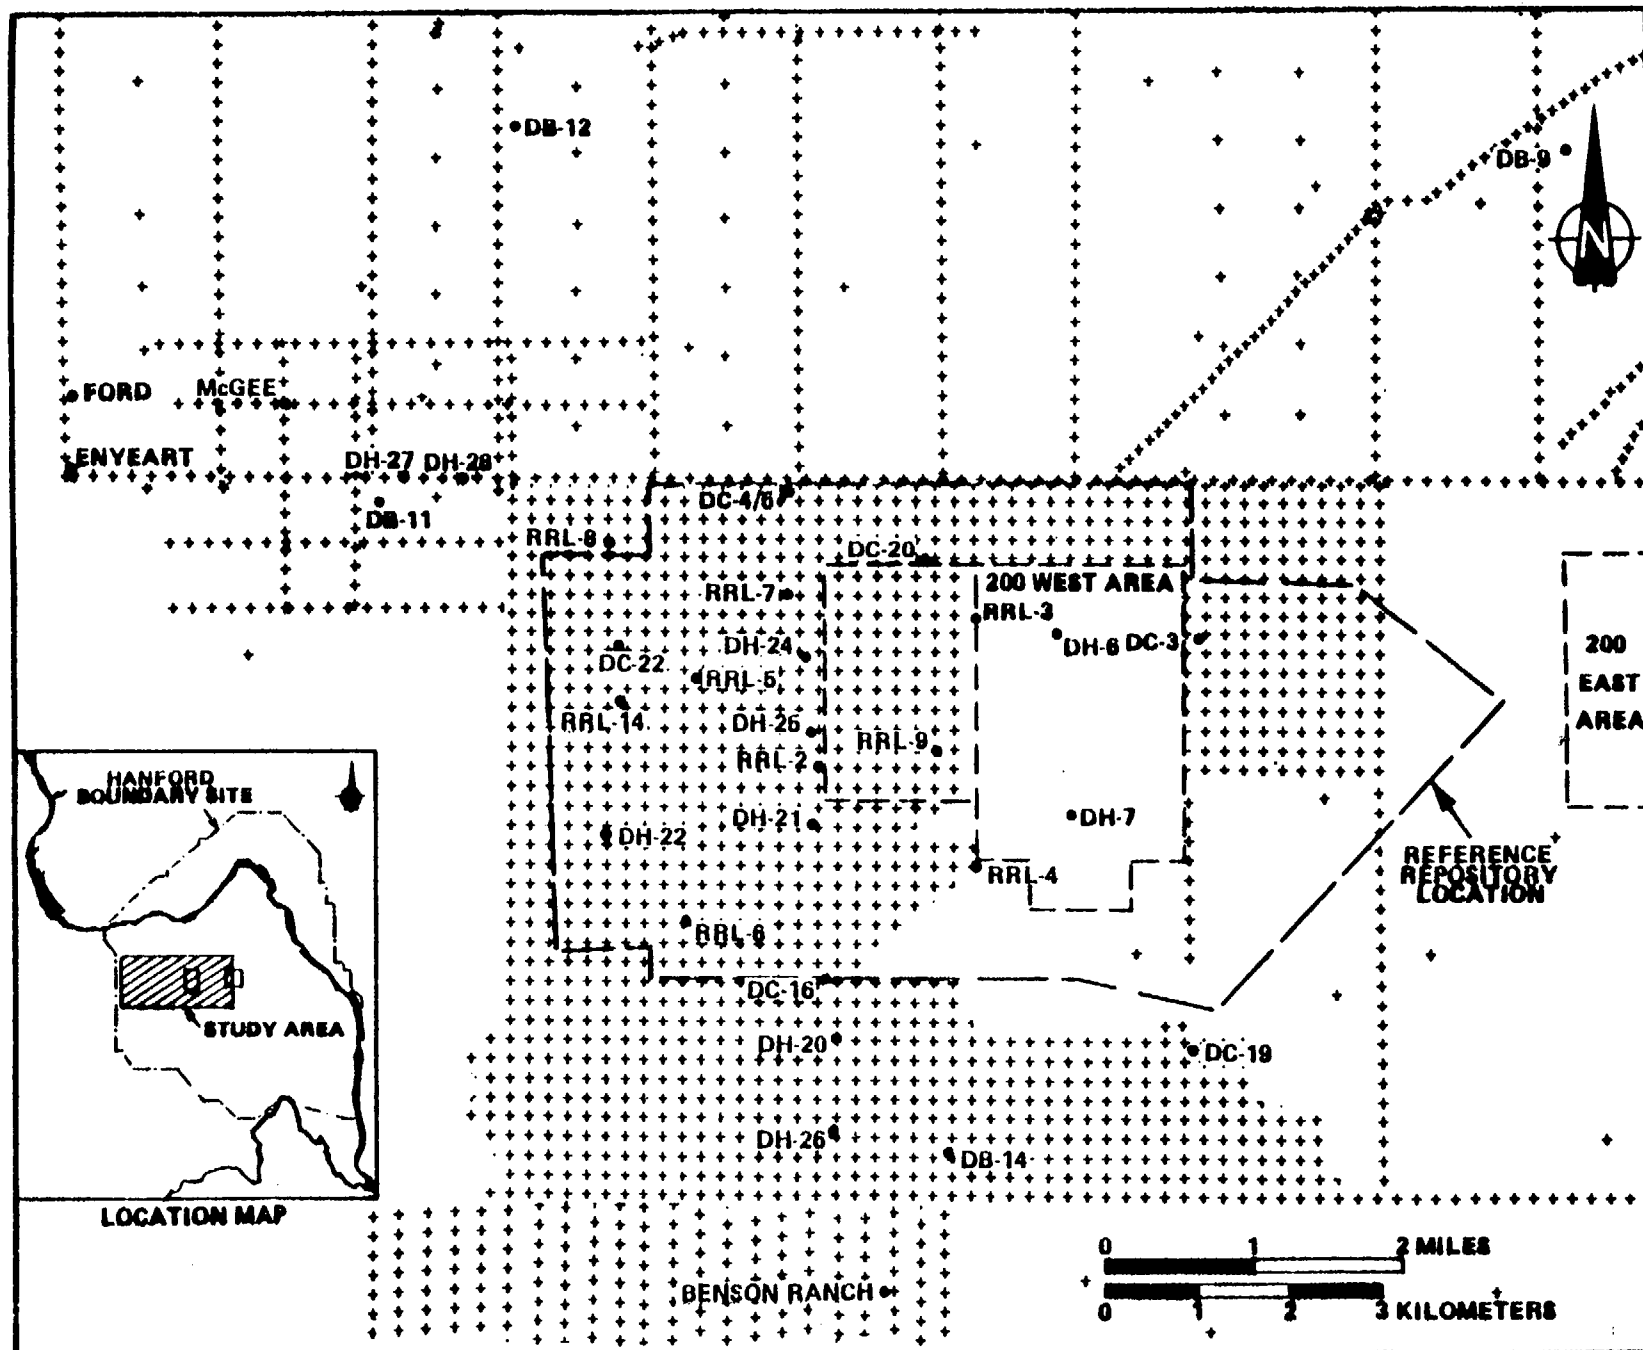 DB-12
DB-9
N
FORD
McGEE
ENYEART
DH-27
DH-28
DB-11
DC-4/5
RRL-8
DC-20
200 WEST AREA
RRL-7
RRL-3
DH-6
DC-3
DH-24
DC-22
RRL-5
200
EAST
AREA
RRL-14
DH-25
RRL-9
RRL-2
DH-21
DH-22
DH-7
RRL-4
REFERENCE
REPOSITORY
LOCATION
RRL-6
DC-16
DH-20
DC-19
DH-26
DB-14
BENSON RANCH
HANFORD
BOUNDARY SITE
STUDY AREA
LOCATION MAP
0 1 2 MILES
0 1 2 3 KILOMETERS